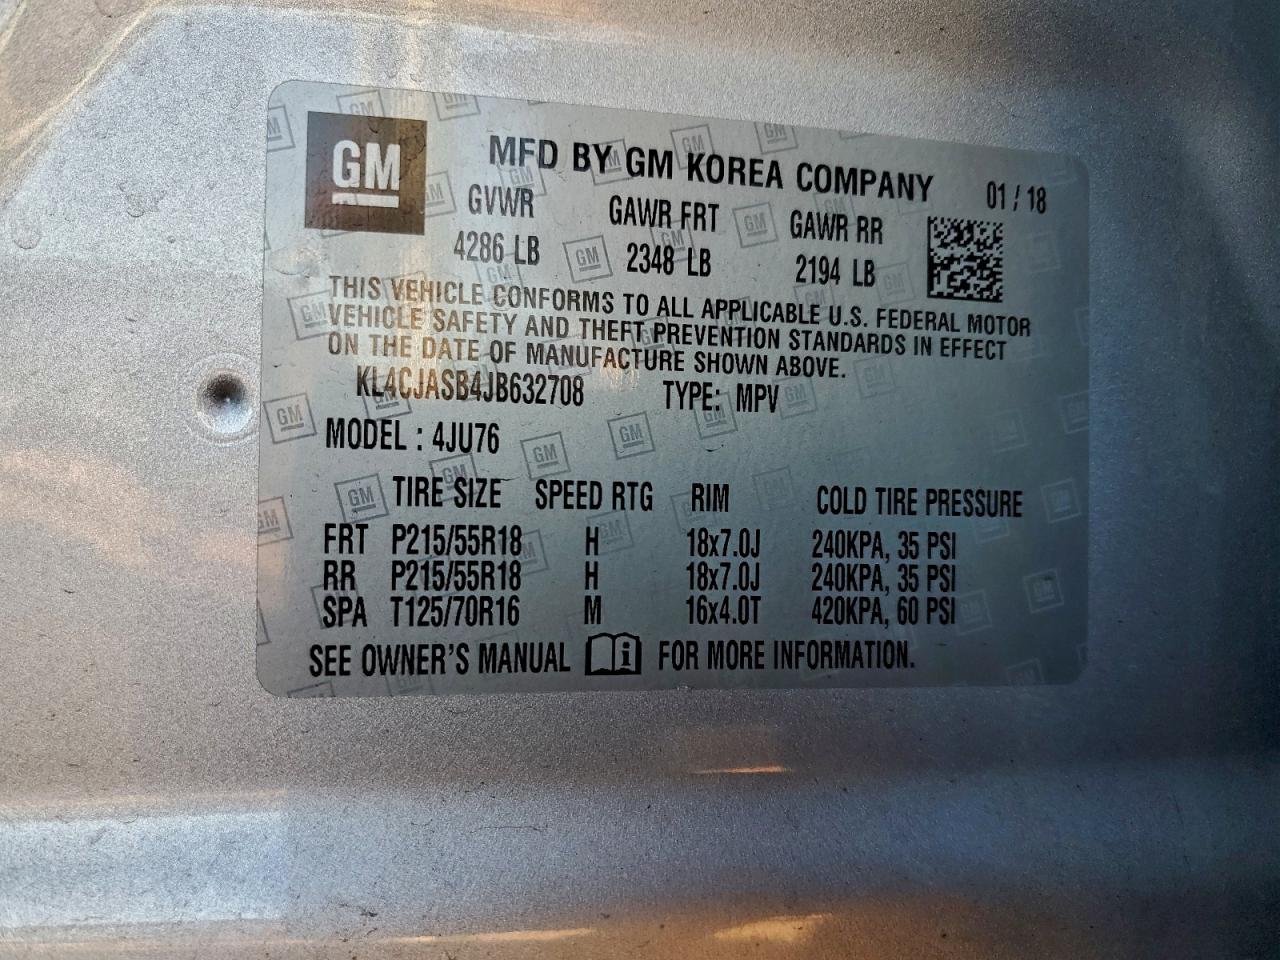 GM
MFD BY GM KOREA COMPANY 01/18
GVWR GAWR FRT GAWR RR
4286 LB 2348 LB 2194 LB
THIS VEHICLE CONFORMS TO ALL APPLICABLE U.S. FEDERAL MOTOR
VEHICLE SAFETY AND THEFT PREVENTION STANDARDS IN EFFECT
ON THE DATE OF MANUFACTURE SHOWN ABOVE.
KL4CJASB4JB632708 TYPE: MPV
MODEL : 4JU76
TIRE SIZE SPEED RTG RIM COLD TIRE PRESSURE
FRT P215/55R18 H 18x7.0J 240KPA, 35 PSI
RR P215/55R18 H 18x7.0J 240KPA, 35 PSI
SPA T125/70R16 M 16x4.0T 420KPA, 60 PSI
SEE OWNER'S MANUAL i FOR MORE INFORMATION.